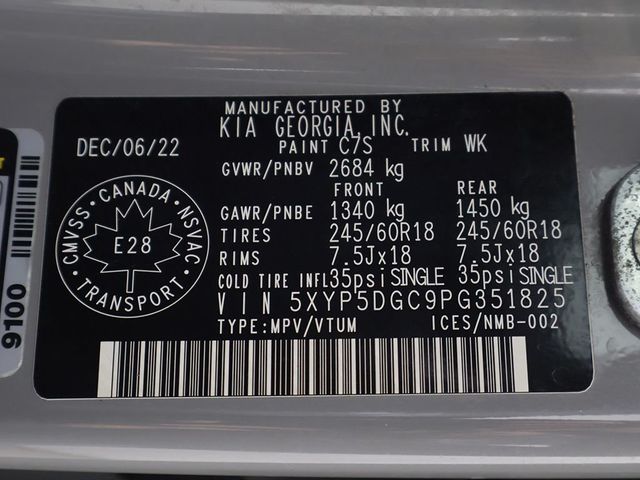 MANUFACTURED BY
KIA GEORGIA, INC.
DEC/06/22
PAINT C7S TRIM WK
GVWR/PNBV 2684 kg
FRONT REAR
GAWR/PNBE 1340 kg 1450 kg
TIRES 245/60R18 245/60R18
RIMS 7.5Jx18 7.5Jx18
COLD TIRE INFL 35psi SINGLE 35psi SINGLE
VIN 5XYP5DGC9PG351825
TYPE:MPV/VTUM ICES/NMB-002
CMVSS · CANADA · NSVAC
E28
TRANSPORT
9100